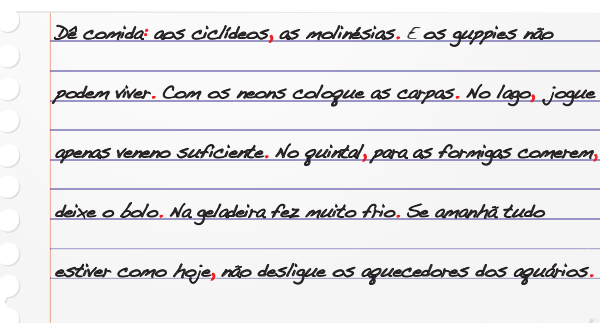 Dê comida: aos ciclídeos, as molinésias. E os guppies não
podem viver. Com os neons coloque as carpas. No lago, jogue
apenas veneno suficiente. No quintal, para as formigas comerem,
deixe o bolo. Na geladeira fez muito frio. Se amanhã tudo
estiver como hoje, não desligue os aquecedores dos aquários.